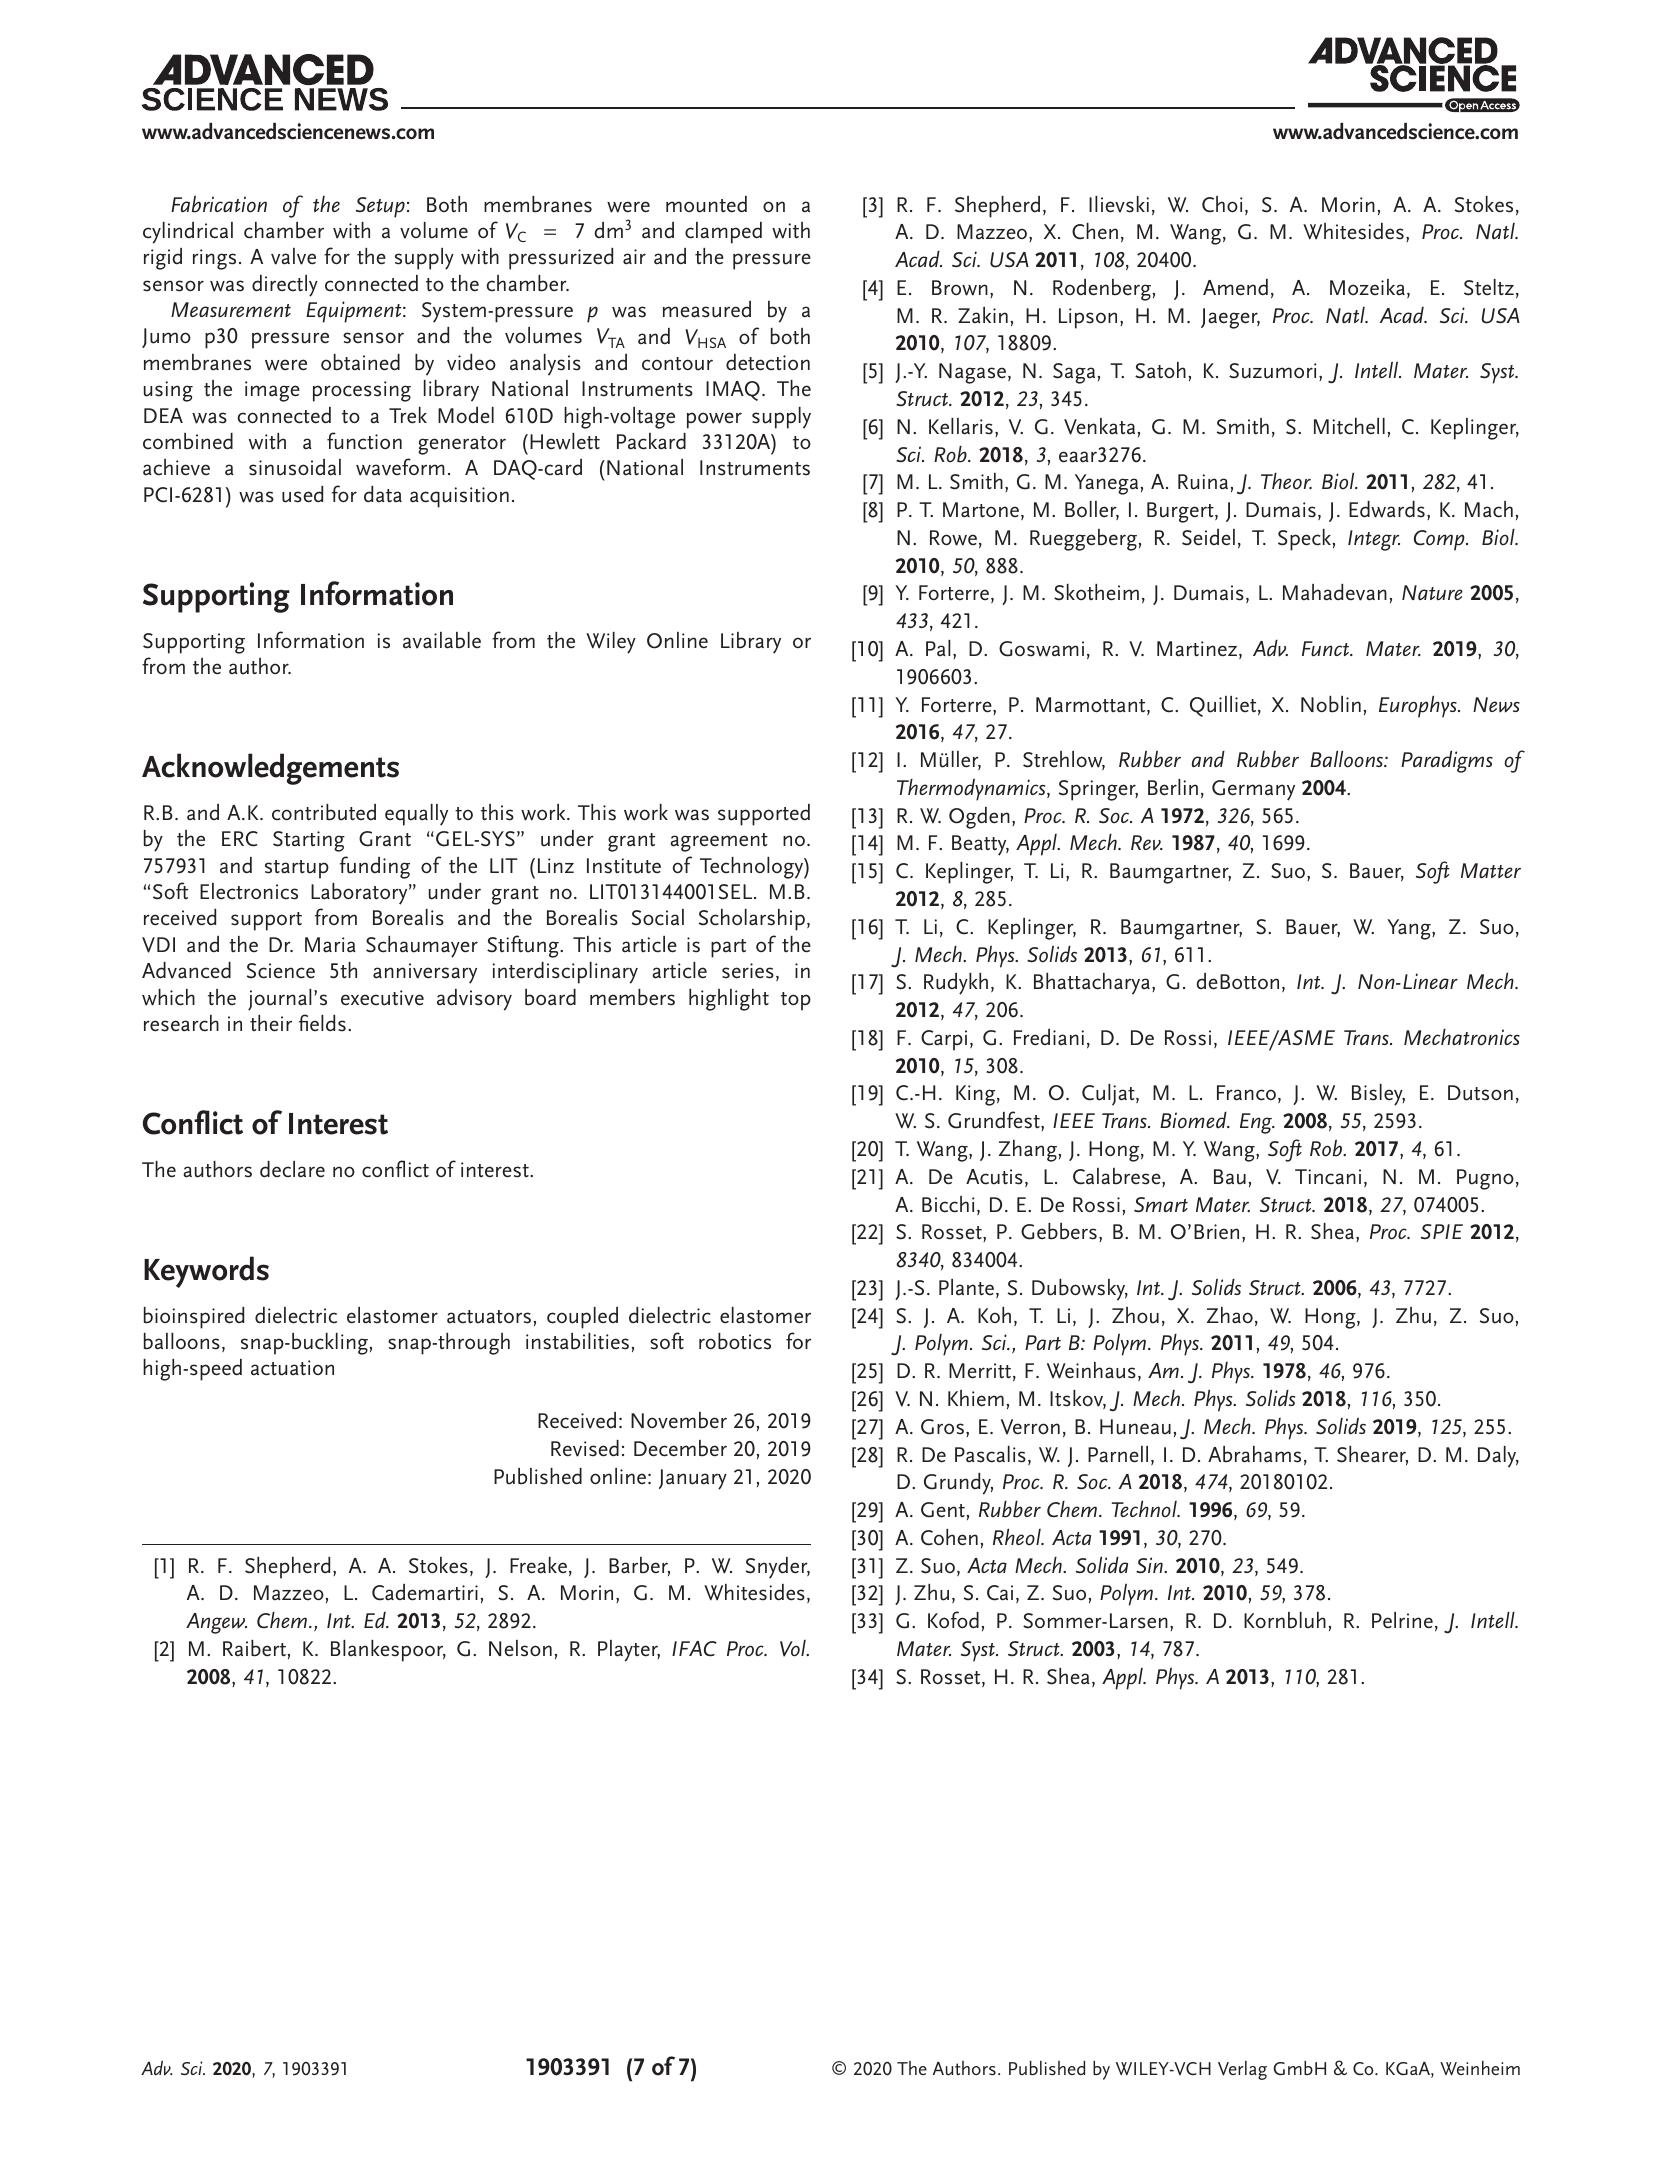 ADVANCED
SCIENCE NEWS
www.advancedsciencenews.com
ADVANCED
SCIENCE
Open Access
www.advancedscience.com
Fabrication of the Setup: Both membranes were mounted on a
cylindrical chamber with a volume of VC = 7 dm3 and clamped with
rigid rings. A valve for the supply with pressurized air and the pressure
sensor was directly connected to the chamber.
Measurement Equipment: System-pressure p was measured by a
Jumo p30 pressure sensor and the volumes VTA and VHSA of both
membranes were obtained by video analysis and contour detection
using the image processing library National Instruments IMAQ. The
DEA was connected to a Trek Model 610D high-voltage power supply
combined with a function generator (Hewlett Packard 33120A) to
achieve a sinusoidal waveform. A DAQ-card (National Instruments
PCI-6281) was used for data acquisition.
Supporting Information
Supporting Information is available from the Wiley Online Library or
from the author.
Acknowledgements
R.B. and A.K. contributed equally to this work. This work was supported
by the ERC Starting Grant “GEL-SYS” under grant agreement no.
757931 and startup funding of the LIT (Linz Institute of Technology)
“Soft Electronics Laboratory” under grant no. LIT013144001SEL. M.B.
received support from Borealis and the Borealis Social Scholarship,
VDI and the Dr. Maria Schaumayer Stiftung. This article is part of the
Advanced Science 5th anniversary interdisciplinary article series, in
which the journal’s executive advisory board members highlight top
research in their fields.
Conflict of Interest
The authors declare no conflict of interest.
Keywords
bioinspired dielectric elastomer actuators, coupled dielectric elastomer
balloons, snap-buckling, snap-through instabilities, soft robotics for
high-speed actuation
Received: November 26, 2019
Revised: December 20, 2019
Published online: January 21, 2020
[1] R. F. Shepherd, A. A. Stokes, J. Freake, J. Barber, P. W. Snyder,
A. D. Mazzeo, L. Cademartiri, S. A. Morin, G. M. Whitesides,
Angew. Chem., Int. Ed. 2013, 52, 2892.
[2] M. Raibert, K. Blankespoor, G. Nelson, R. Playter, IFAC Proc. Vol.
2008, 41, 10822.
[3] R. F. Shepherd, F. Ilievski, W. Choi, S. A. Morin, A. A. Stokes,
A. D. Mazzeo, X. Chen, M. Wang, G. M. Whitesides, Proc. Natl.
Acad. Sci. USA 2011, 108, 20400.
[4] E. Brown, N. Rodenberg, J. Amend, A. Mozeika, E. Steltz,
M. R. Zakin, H. Lipson, H. M. Jaeger, Proc. Natl. Acad. Sci. USA
2010, 107, 18809.
[5] J.-Y. Nagase, N. Saga, T. Satoh, K. Suzumori, J. Intell. Mater. Syst.
Struct. 2012, 23, 345.
[6] N. Kellaris, V. G. Venkata, G. M. Smith, S. Mitchell, C. Keplinger,
Sci. Rob. 2018, 3, eaar3276.
[7] M. L. Smith, G. M. Yanega, A. Ruina, J. Theor. Biol. 2011, 282, 41.
[8] P. T. Martone, M. Boller, I. Burgert, J. Dumais, J. Edwards, K. Mach,
N. Rowe, M. Rueggeberg, R. Seidel, T. Speck, Integr. Comp. Biol.
2010, 50, 888.
[9] Y. Forterre, J. M. Skotheim, J. Dumais, L. Mahadevan, Nature 2005,
433, 421.
[10] A. Pal, D. Goswami, R. V. Martinez, Adv. Funct. Mater. 2019, 30,
1906603.
[11] Y. Forterre, P. Marmottant, C. Quilliet, X. Noblin, Europhys. News
2016, 47, 27.
[12] I. Müller, P. Strehlow, Rubber and Rubber Balloons: Paradigms of
Thermodynamics, Springer, Berlin, Germany 2004.
[13] R. W. Ogden, Proc. R. Soc. A 1972, 326, 565.
[14] M. F. Beatty, Appl. Mech. Rev. 1987, 40, 1699.
[15] C. Keplinger, T. Li, R. Baumgartner, Z. Suo, S. Bauer, Soft Matter
2012, 8, 285.
[16] T. Li, C. Keplinger, R. Baumgartner, S. Bauer, W. Yang, Z. Suo,
J. Mech. Phys. Solids 2013, 61, 611.
[17] S. Rudykh, K. Bhattacharya, G. deBotton, Int. J. Non-Linear Mech.
2012, 47, 206.
[18] F. Carpi, G. Frediani, D. De Rossi, IEEE/ASME Trans. Mechatronics
2010, 15, 308.
[19] C.-H. King, M. O. Culjat, M. L. Franco, J. W. Bisley, E. Dutson,
W. S. Grundfest, IEEE Trans. Biomed. Eng. 2008, 55, 2593.
[20] T. Wang, J. Zhang, J. Hong, M. Y. Wang, Soft Rob. 2017, 4, 61.
[21] A. De Acutis, L. Calabrese, A. Bau, V. Tincani, N. M. Pugno,
A. Bicchi, D. E. De Rossi, Smart Mater. Struct. 2018, 27, 074005.
[22] S. Rosset, P. Gebbers, B. M. O’Brien, H. R. Shea, Proc. SPIE 2012,
8340, 834004.
[23] J.-S. Plante, S. Dubowsky, Int. J. Solids Struct. 2006, 43, 7727.
[24] S. J. A. Koh, T. Li, J. Zhou, X. Zhao, W. Hong, J. Zhu, Z. Suo,
J. Polym. Sci., Part B: Polym. Phys. 2011, 49, 504.
[25] D. R. Merritt, F. Weinhaus, Am. J. Phys. 1978, 46, 976.
[26] V. N. Khiem, M. Itskov, J. Mech. Phys. Solids 2018, 116, 350.
[27] A. Gros, E. Verron, B. Huneau, J. Mech. Phys. Solids 2019, 125, 255.
[28] R. De Pascalis, W. J. Parnell, I. D. Abrahams, T. Shearer, D. M. Daly,
D. Grundy, Proc. R. Soc. A 2018, 474, 20180102.
[29] A. Gent, Rubber Chem. Technol. 1996, 69, 59.
[30] A. Cohen, Rheol. Acta 1991, 30, 270.
[31] Z. Suo, Acta Mech. Solida Sin. 2010, 23, 549.
[32] J. Zhu, S. Cai, Z. Suo, Polym. Int. 2010, 59, 378.
[33] G. Kofod, P. Sommer-Larsen, R. D. Kornbluh, R. Pelrine, J. Intell.
Mater. Syst. Struct. 2003, 14, 787.
[34] S. Rosset, H. R. Shea, Appl. Phys. A 2013, 110, 281.
Adv. Sci. 2020, 7, 1903391
1903391 (7 of 7)
© 2020 The Authors. Published by WILEY-VCH Verlag GmbH & Co. KGaA, Weinheim